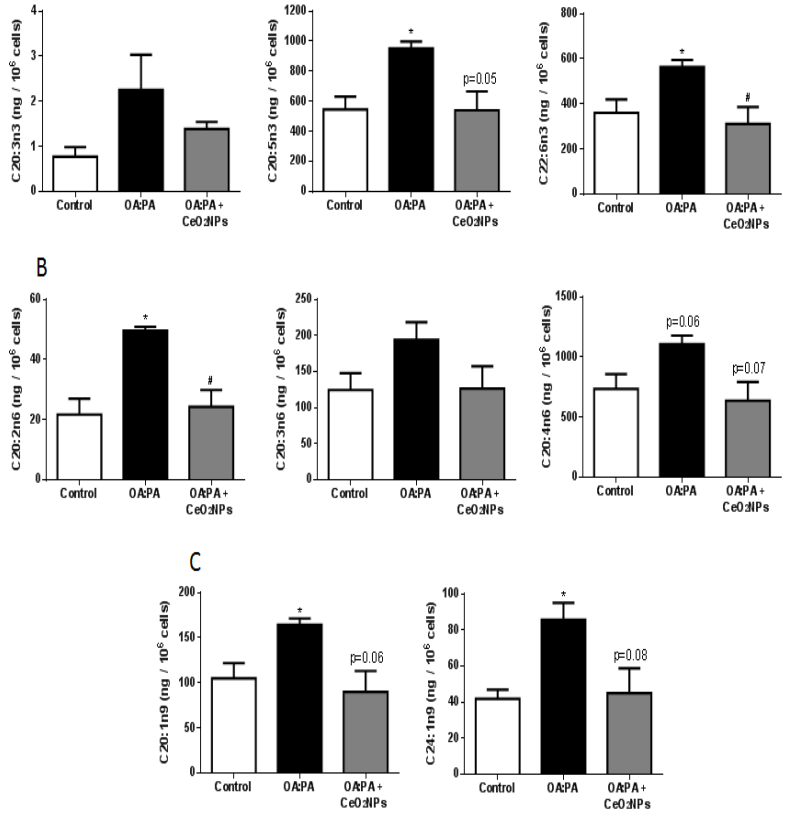 4
3
2
1
0
C20:3n3 (ng / 10⁶ cells)
Control
OA:PA
OA:PA +
CeO₂NPs
1200
1000
800
600
400
200
0
C20:5n3 (ng / 10⁶ cells)
*
p=0.05
Control
OA:PA
OA:PA +
CeO₂NPs
800
600
400
200
0
C22:6n3 (ng / 10⁶ cells)
*
#
Control
OA:PA
OA:PA +
CeO₂NPs
B
60
40
20
0
C20:2n6 (ng / 10⁶ cells)
*
#
Control
OA:PA
OA:PA +
CeO₂NPs
250
200
150
100
50
0
C20:3n6 (ng / 10⁶ cells)
Control
OA:PA
OA:PA +
CeO₂NPs
1500
1000
500
0
C20:4n6 (ng / 10⁶ cells)
p=0.06
p=0.07
Control
OA:PA
OA:PA +
CeO₂NPs
C
200
150
100
50
0
C20:1n9 (ng / 10⁶ cells)
*
p=0.06
Control
OA:PA
OA:PA +
CeO₂NPs
100
80
60
40
20
0
C24:1n9 (ng / 10⁶ cells)
*
p=0.08
Control
OA:PA
OA:PA +
CeO₂NPs